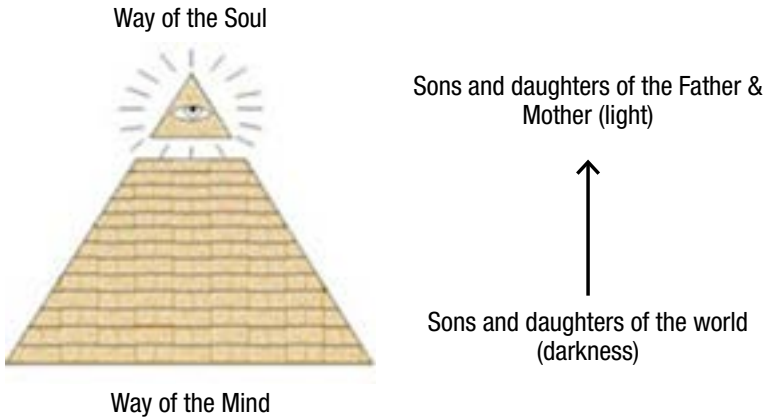 Way of the Soul
Sons and daughters of the Father &
Mother (light)
Sons and daughters of the world
(darkness)
Way of the Mind